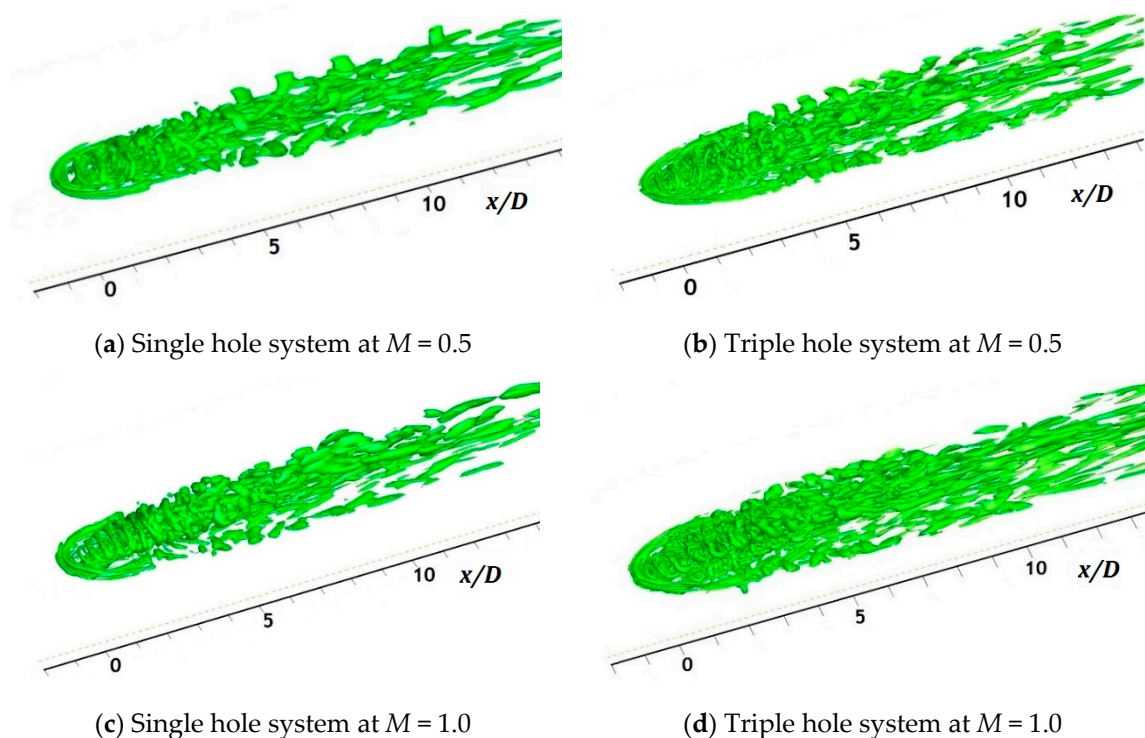 0 5 10 x/D
0 5 10 x/D
(a) Single hole system at M = 0.5
(b) Triple hole system at M = 0.5
0 5 10 x/D
0 5 10 x/D
(c) Single hole system at M = 1.0
(d) Triple hole system at M = 1.0